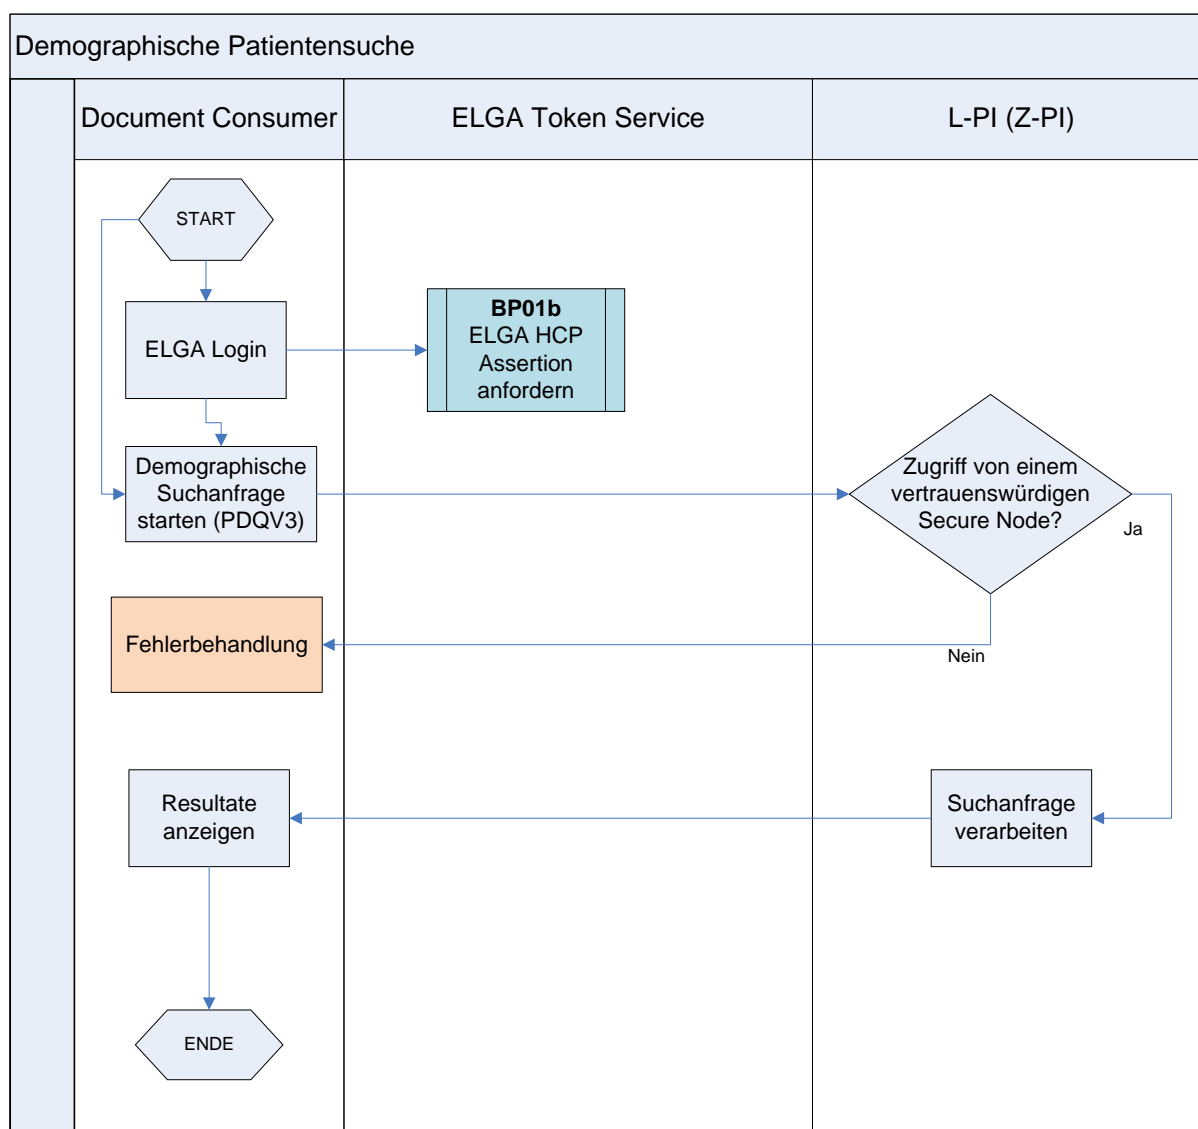 Demographische Patientensuche
Document Consumer
ELGA Token Service
L-PI (Z-PI)
START
ELGA Login
BP01b
ELGA HCP
Assertion
anfordern
Demographische
Suchanfrage
starten (PDQV3)
Zugriff von einem
vertrauenswürdigen
Secure Node?
Ja
Nein
Fehlerbehandlung
Resultate
anzeigen
Suchanfrage
verarbeiten
ENDE